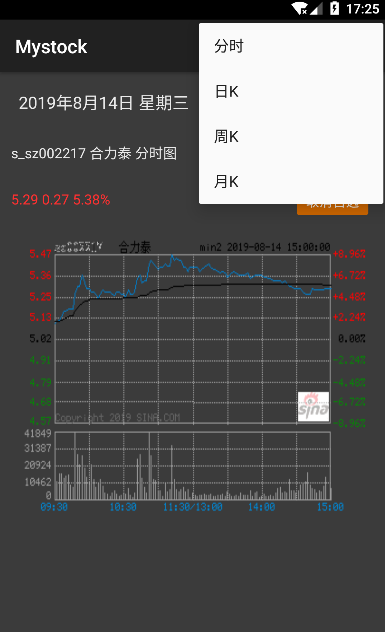 17:25
Mystock
分时
日K
周K
月K
2019年8月14日 星期三
s_sz002217 合力泰 分时图
5.29 0.27 5.38%
取消自选
合力泰 min2 2019-08-14 15:00:00
5.47 +8.96%
5.36 +6.72%
5.25 +4.48%
5.13 +2.24%
5.02 0.00%
4.91 -2.24%
4.79 -4.48%
4.68 -6.72%
4.57 -8.96%
Copyright 2019 SINA.COM
sina
41849
31387
20924
10462
0
09:30 10:30 11:30/13:00 14:00 15:00